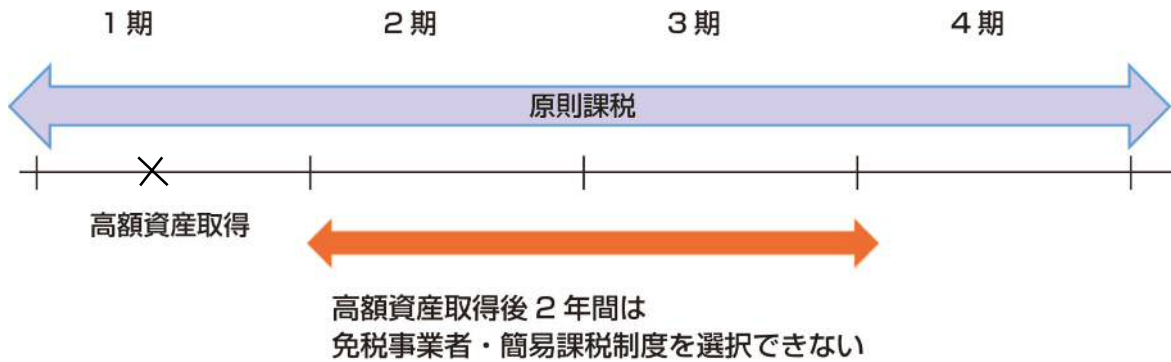 1期 2期 3期 4期
原則課税
高額資産取得
高額資産取得後2年間は
免税事業者・簡易課税制度を選択できない